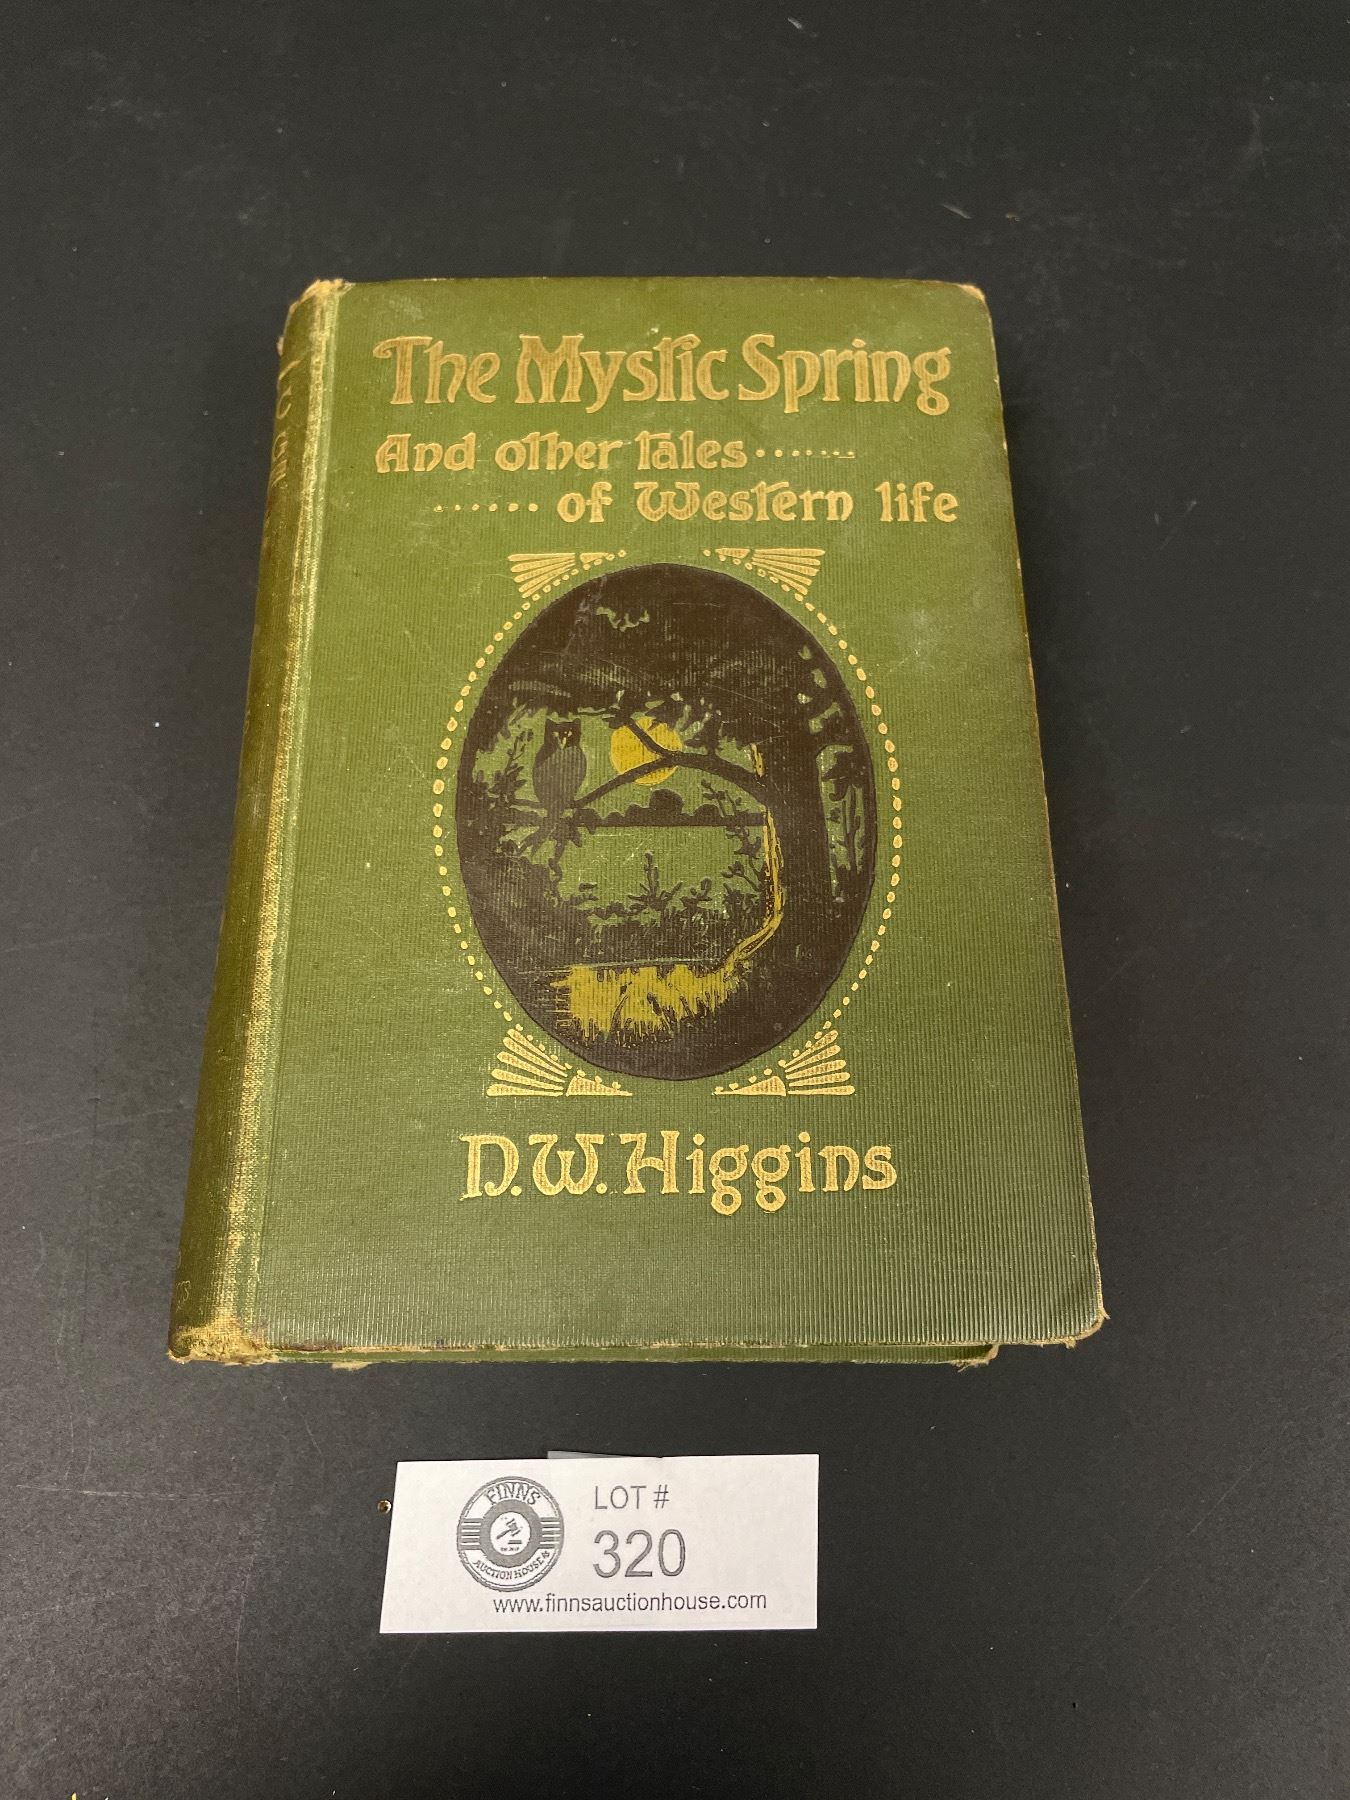 The Mystic Spring
And other tales.......
...... of Western life
D.W. Higgins
FINNS
AUCTION HOUSE
LOT #
320
www.finnsauctionhouse.com